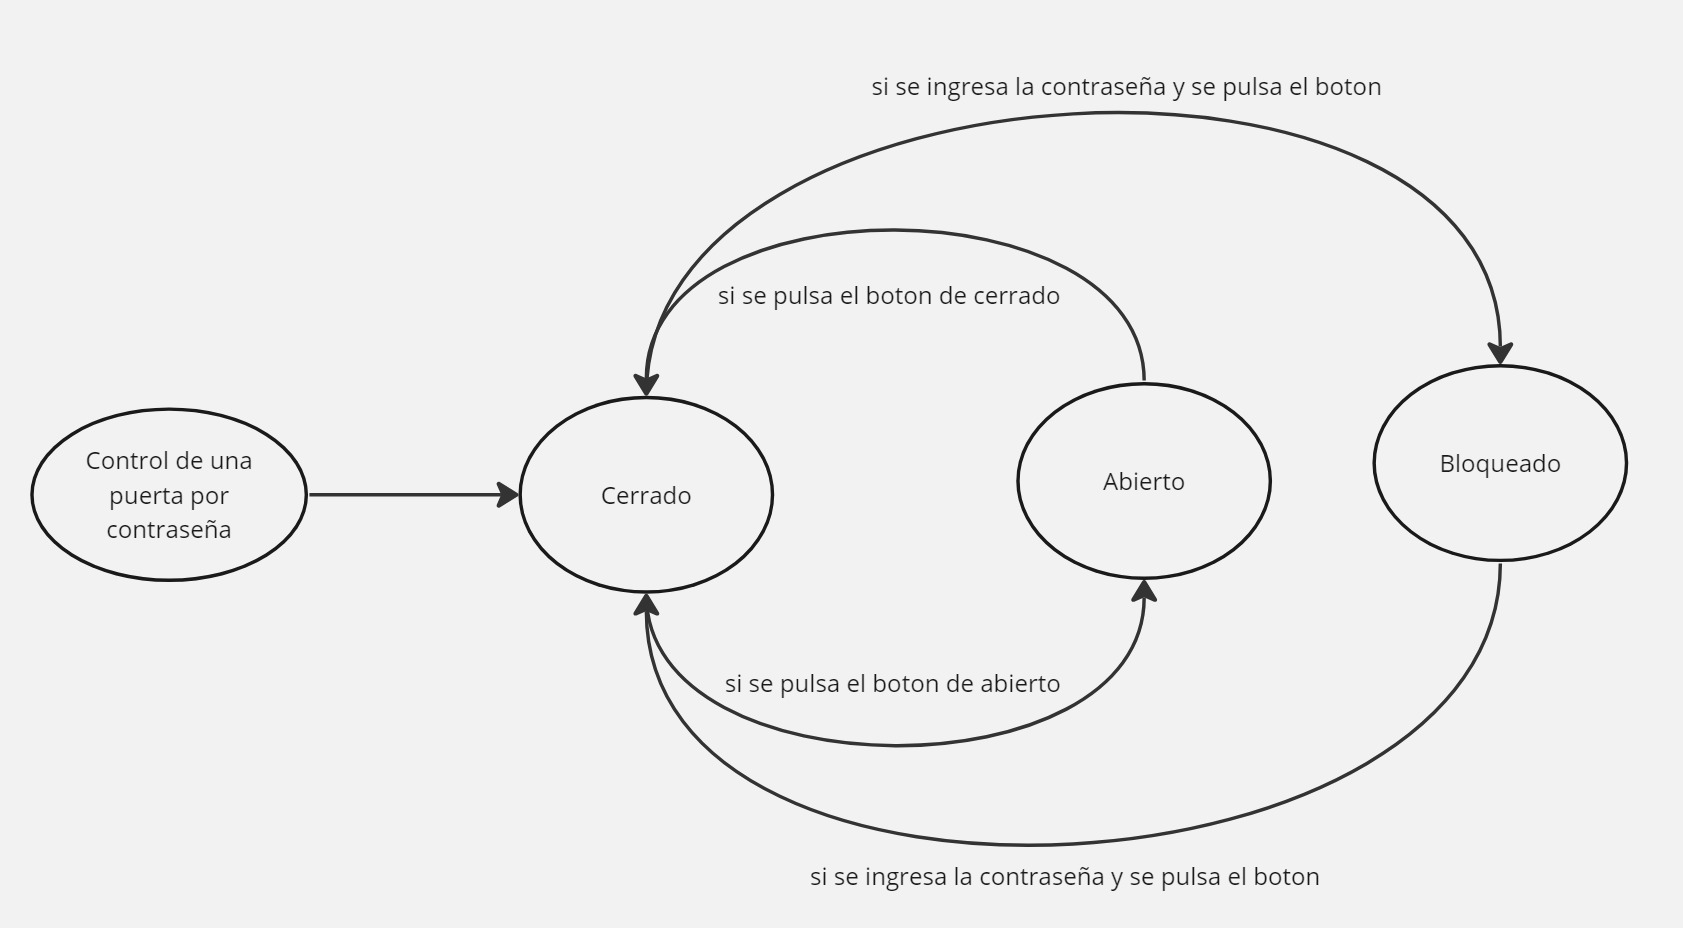 si se ingresa la contraseña y se pulsa el boton
si se pulsa el boton de cerrado
Control de una
puerta por
contraseña
Cerrado
Abierto
Bloqueado
si se pulsa el boton de abierto
si se ingresa la contraseña y se pulsa el boton